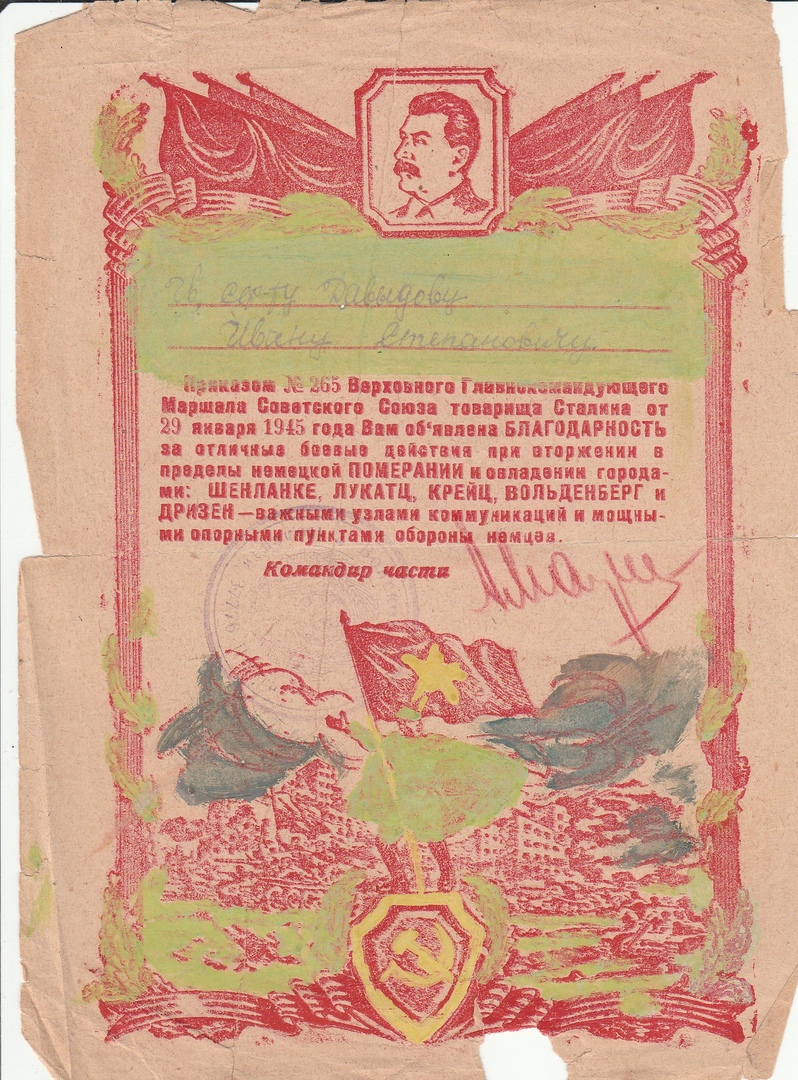 Гв. серж-ту Давыдову
Ивану Степановичу.
Приказом № 265 Верховного Главнокомандующего
Маршала Советского Союза товарища Сталина от
29 января 1945 года Вам об'явлена БЛАГОДАРНОСТЬ
за отличные боевые действия при вторжении в
пределы немецкой ПОМЕРАНИИ и овладении города-
ми: ШЕНЛАНКЕ, ЛУКАТЦ, КРЕЙЦ, ВОЛЬДЕНБЕРГ и
ДРИЗЕН — важными узлами коммуникаций и мощны-
ми опорными пунктами обороны немцев.
Командир части